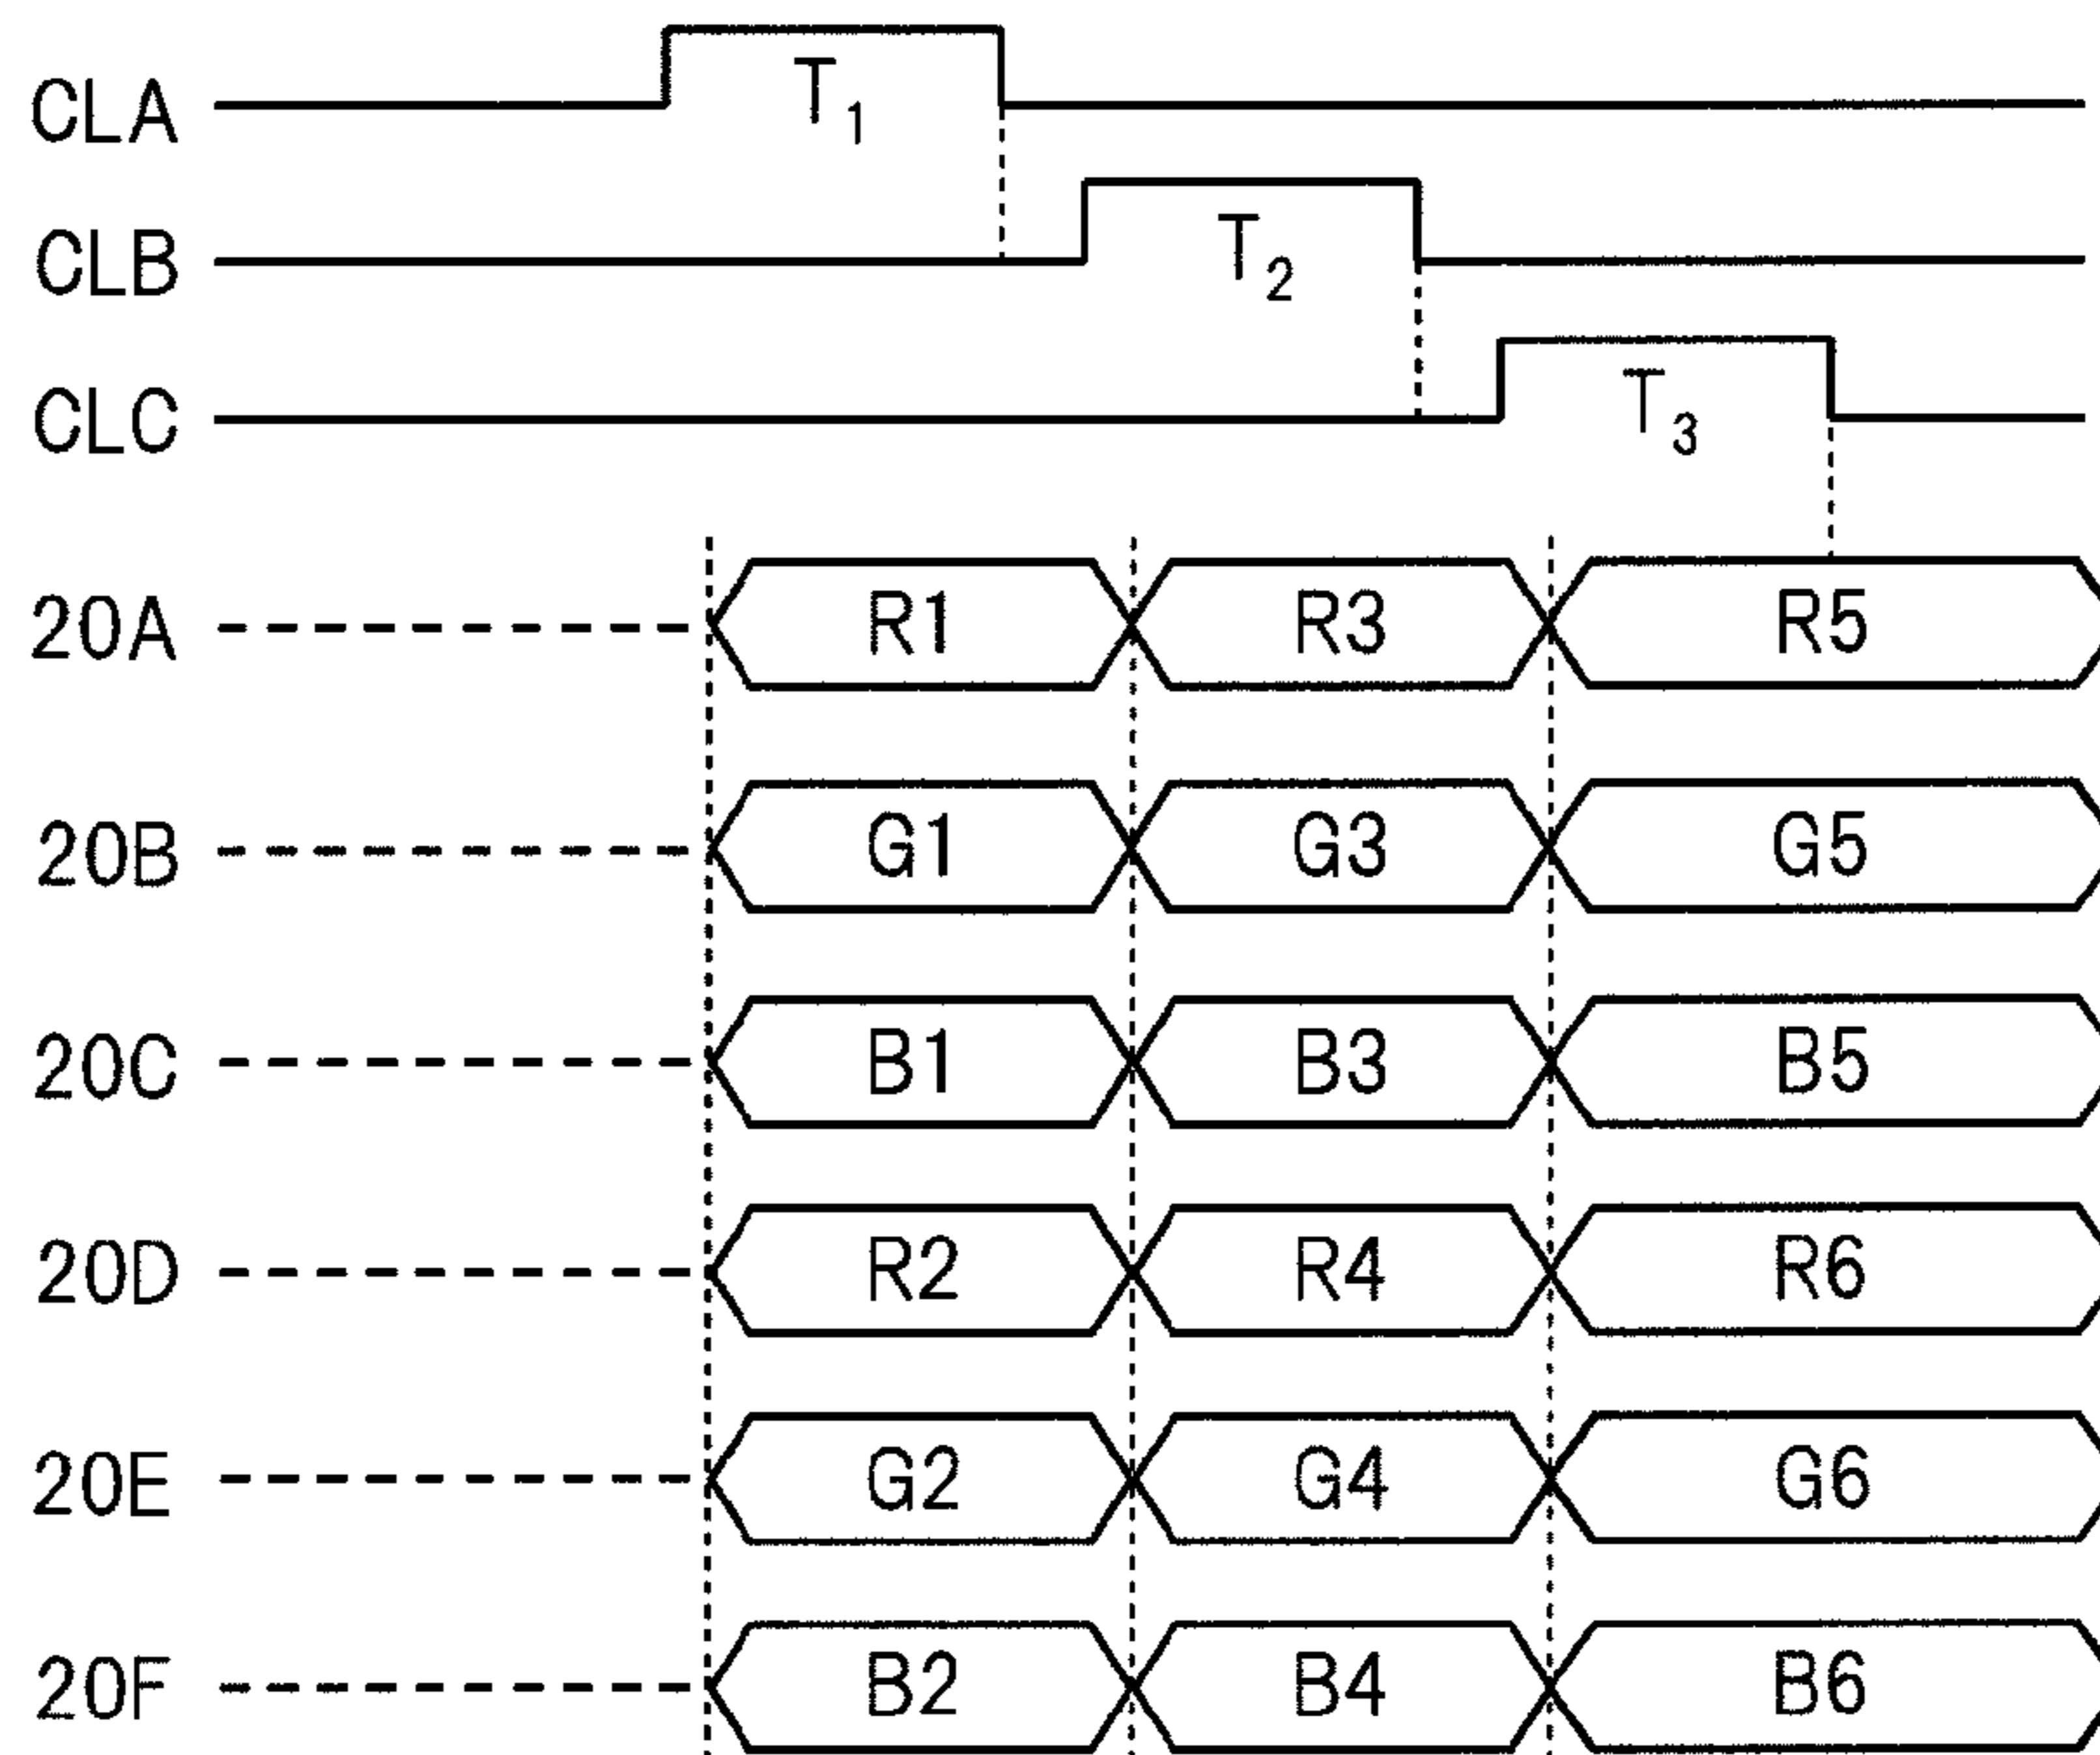 CLA T1
CLB T2
CLC T3
20A R1 R3 R5
20B G1 G3 G5
20C B1 B3 B5
20D R2 R4 R6
20E G2 G4 G6
20F B2 B4 B6